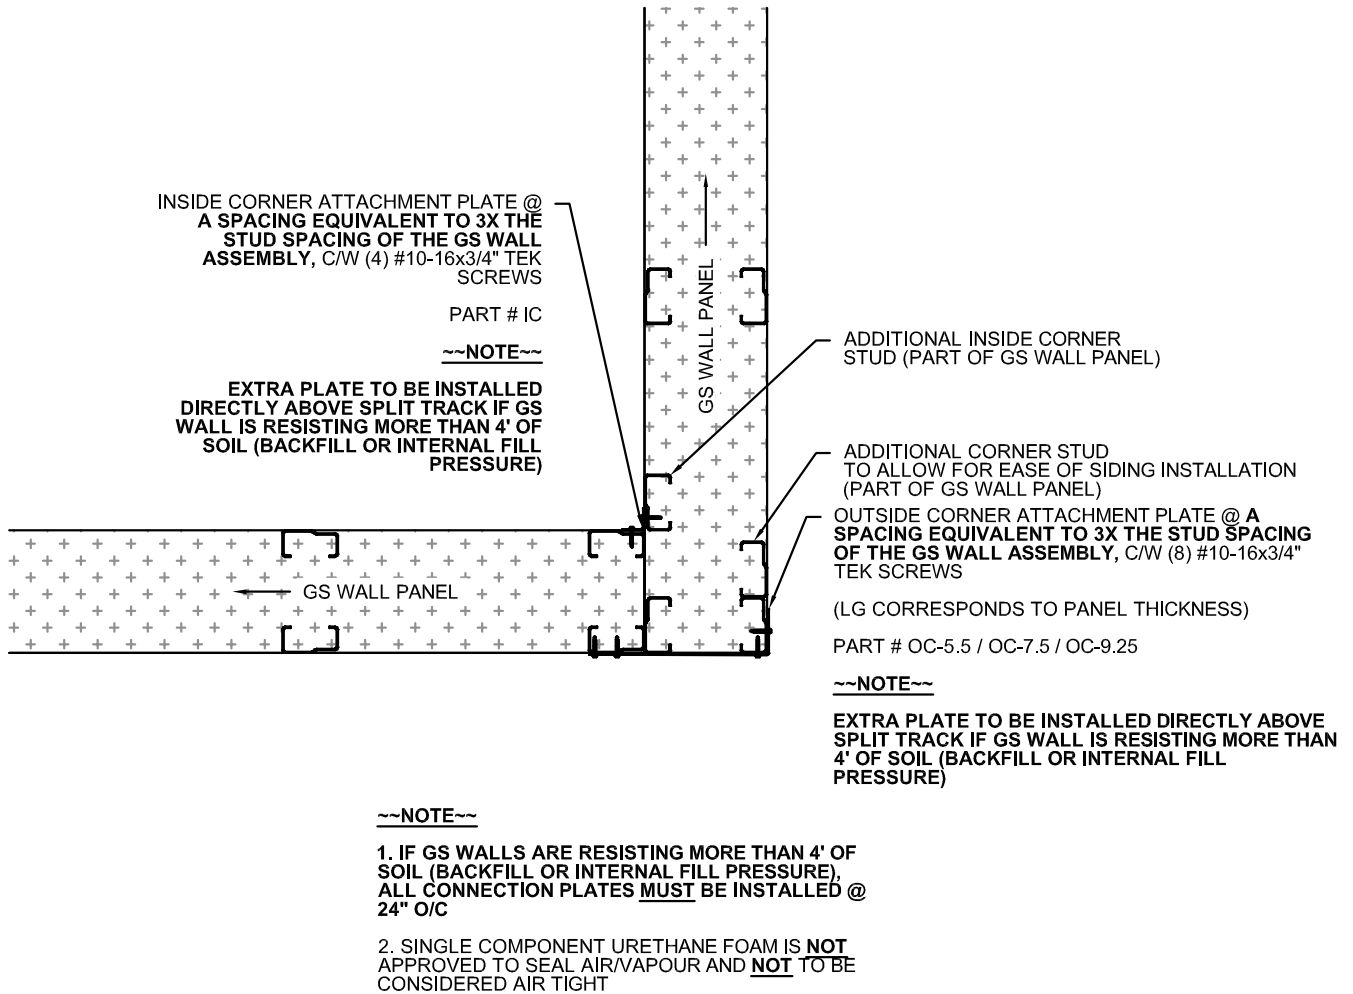 INSIDE CORNER ATTACHMENT PLATE @
A SPACING EQUIVALENT TO 3X THE
STUD SPACING OF THE GS WALL
ASSEMBLY, C/W (4) #10-16x3/4" TEK
SCREWS
PART # IC
~~NOTE~~
EXTRA PLATE TO BE INSTALLED
DIRECTLY ABOVE SPLIT TRACK IF GS
WALL IS RESISTING MORE THAN 4' OF
SOIL (BACKFILL OR INTERNAL FILL
PRESSURE)
GS WALL PANEL
GS WALL PANEL
ADDITIONAL INSIDE CORNER
STUD (PART OF GS WALL PANEL)
ADDITIONAL CORNER STUD
TO ALLOW FOR EASE OF SIDING INSTALLATION
(PART OF GS WALL PANEL)
OUTSIDE CORNER ATTACHMENT PLATE @ A
SPACING EQUIVALENT TO 3X THE STUD SPACING
OF THE GS WALL ASSEMBLY, C/W (8) #10-16x3/4"
TEK SCREWS
(LG CORRESPONDS TO PANEL THICKNESS)
PART # OC-5.5 / OC-7.5 / OC-9.25
~~NOTE~~
EXTRA PLATE TO BE INSTALLED DIRECTLY ABOVE
SPLIT TRACK IF GS WALL IS RESISTING MORE THAN
4' OF SOIL (BACKFILL OR INTERNAL FILL
PRESSURE)
~~NOTE~~
1. IF GS WALLS ARE RESISTING MORE THAN 4' OF
SOIL (BACKFILL OR INTERNAL FILL PRESSURE),
ALL CONNECTION PLATES MUST BE INSTALLED @
24" O/C
2. SINGLE COMPONENT URETHANE FOAM IS NOT
APPROVED TO SEAL AIR/VAPOUR AND NOT TO BE
CONSIDERED AIR TIGHT